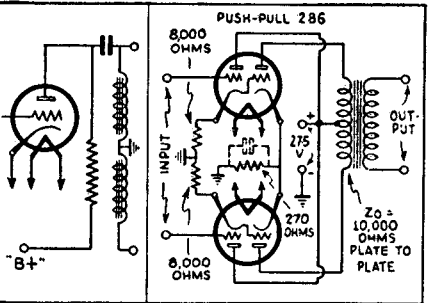 "B+"
PUSH-PULL 286
8,000
OHMS
INPUT
+
275
V
-
270
OHMS
8,000
OHMS
OUT-
PUT
Zo =
10,000
OHMS
PLATE TO
PLATE